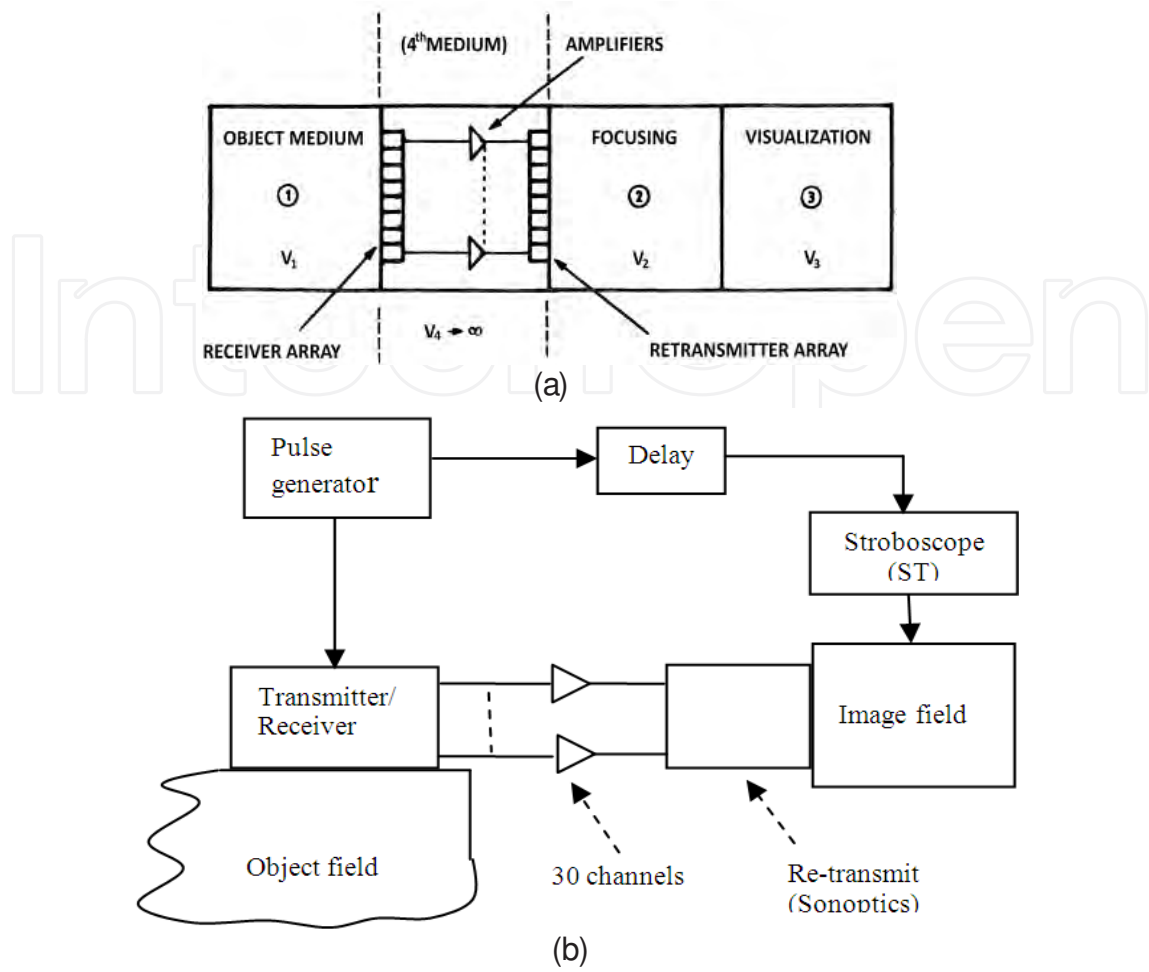 (4th MEDIUM)
AMPLIFIERS
OBJECT MEDIUM
FOCUSING
VISUALIZATION
①
②
③
V₁
V₂
V₃
V₄ → ∞
RECEIVER ARRAY
RETRANSMITTER ARRAY
IntechOpen
(a)
Pulse
generator
Delay
Stroboscope
(ST)
Transmitter/
Receiver
Image field
Object field
30 channels
Re-transmit
(Sonoptics)
(b)